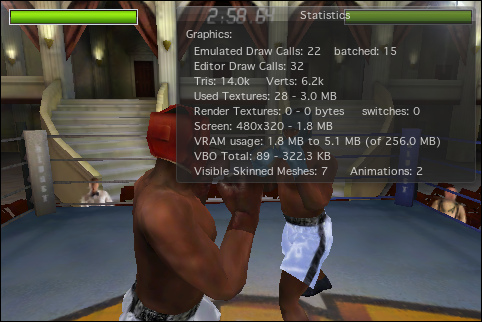 2:58 64
Statistics
Graphics:
Emulated Draw Calls: 22 batched: 15
Editor Draw Calls: 32
Tris: 14.0k Verts: 6.2k
Used Textures: 28 - 3.0 MB
Render Textures: 0 - 0 bytes switches: 0
Screen: 480x320 - 1.8 MB
VRAM usage: 1.8 MB to 5.1 MB (of 256.0 MB)
VBO Total: 89 - 322.3 KB
Visible Skinned Meshes: 7 Animations: 2